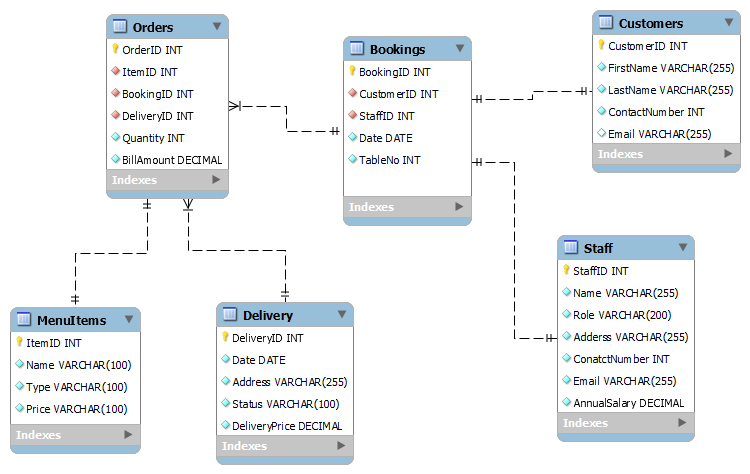 Orders
OrderID INT
ItemID INT
BookingID INT
DeliveryID INT
Quantity INT
BillAmount DECIMAL
Indexes
Bookings
BookingID INT
CustomerID INT
StaffID INT
Date DATE
TableNo INT
Indexes
Customers
CustomerID INT
FirstName VARCHAR(255)
LastName VARCHAR(255)
ContactNumber INT
Email VARCHAR(255)
Indexes
MenuItems
ItemID INT
Name VARCHAR(100)
Type VARCHAR(100)
Price VARCHAR(100)
Indexes
Delivery
DeliveryID INT
Date DATE
Address VARCHAR(255)
Status VARCHAR(100)
DeliveryPrice DECIMAL
Indexes
Staff
StaffID INT
Name VARCHAR(255)
Role VARCHAR(200)
Adderss VARCHAR(255)
ConatctNumber INT
Email VARCHAR(255)
AnnualSalary DECIMAL
Indexes